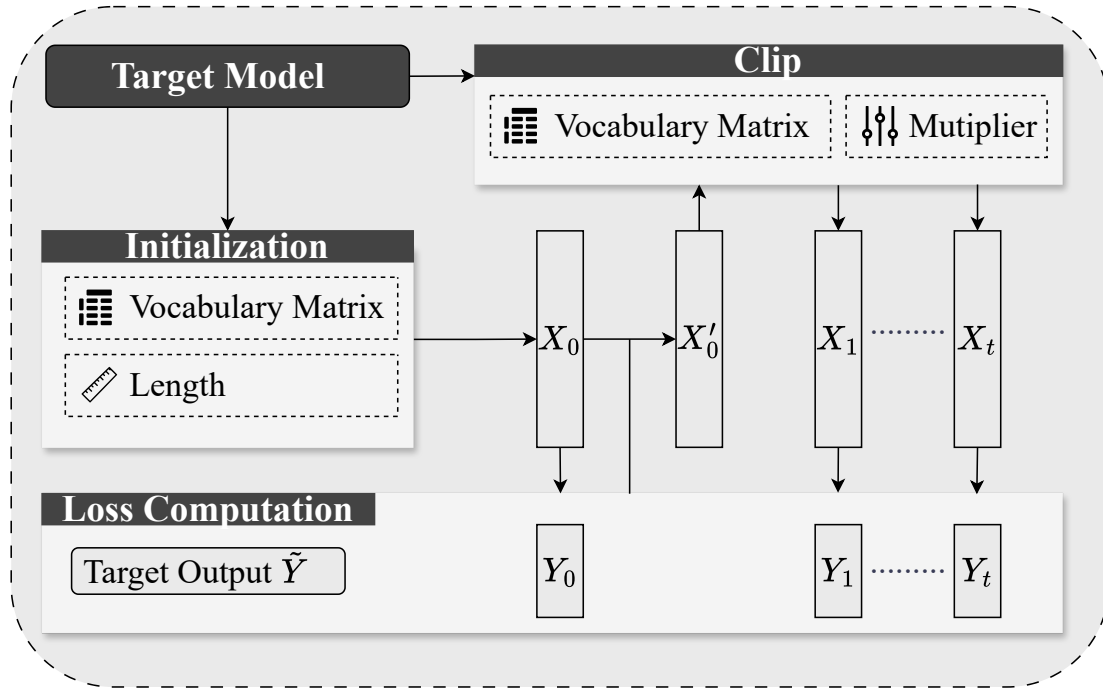 Target Model
Clip
Vocabulary Matrix
Mutiplier
Initialization
Vocabulary Matrix
Length
X₀
X′₀
X₁ ········· Xₜ
Loss Computation
Target Output Ỹ
Y₀
Y₁ ········· Yₜ